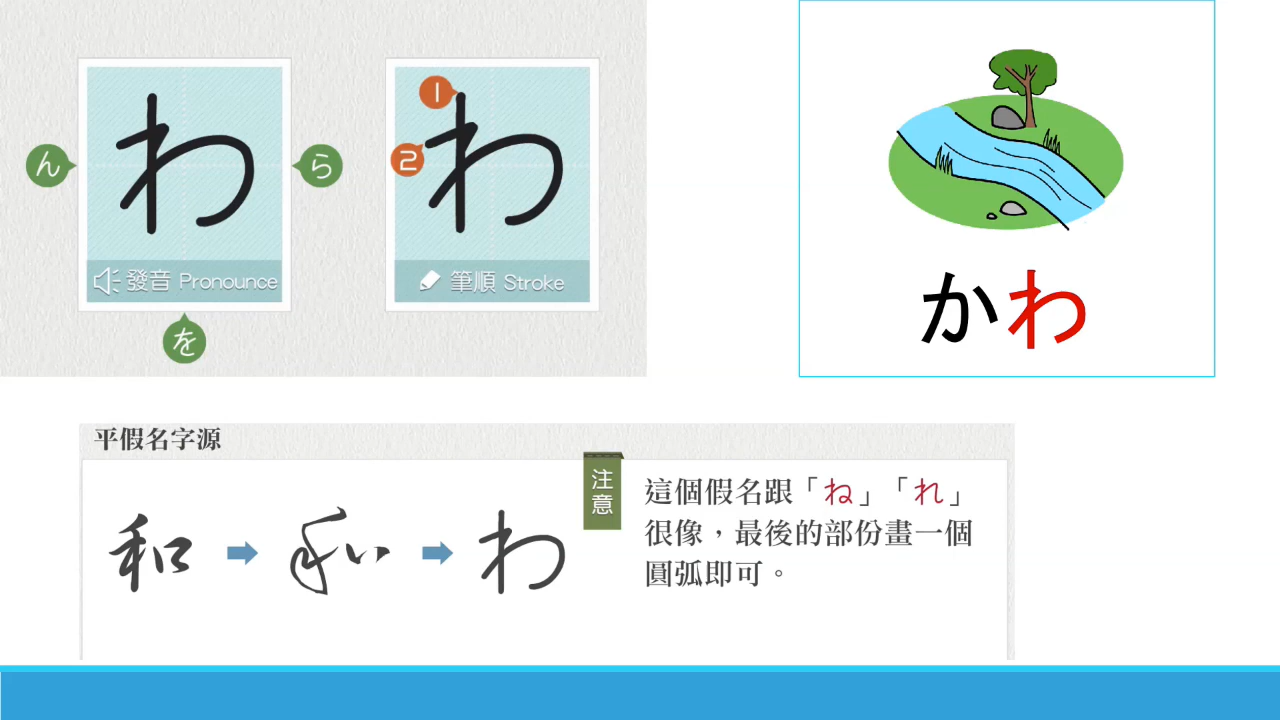 わ
ん
ら
發音 Pronounce
を
1
2
わ
筆順 Stroke
かわ
平假名字源
和 わ
注意
這個假名跟「ね」「れ」
很像，最後的部份畫一個
圓弧即可。